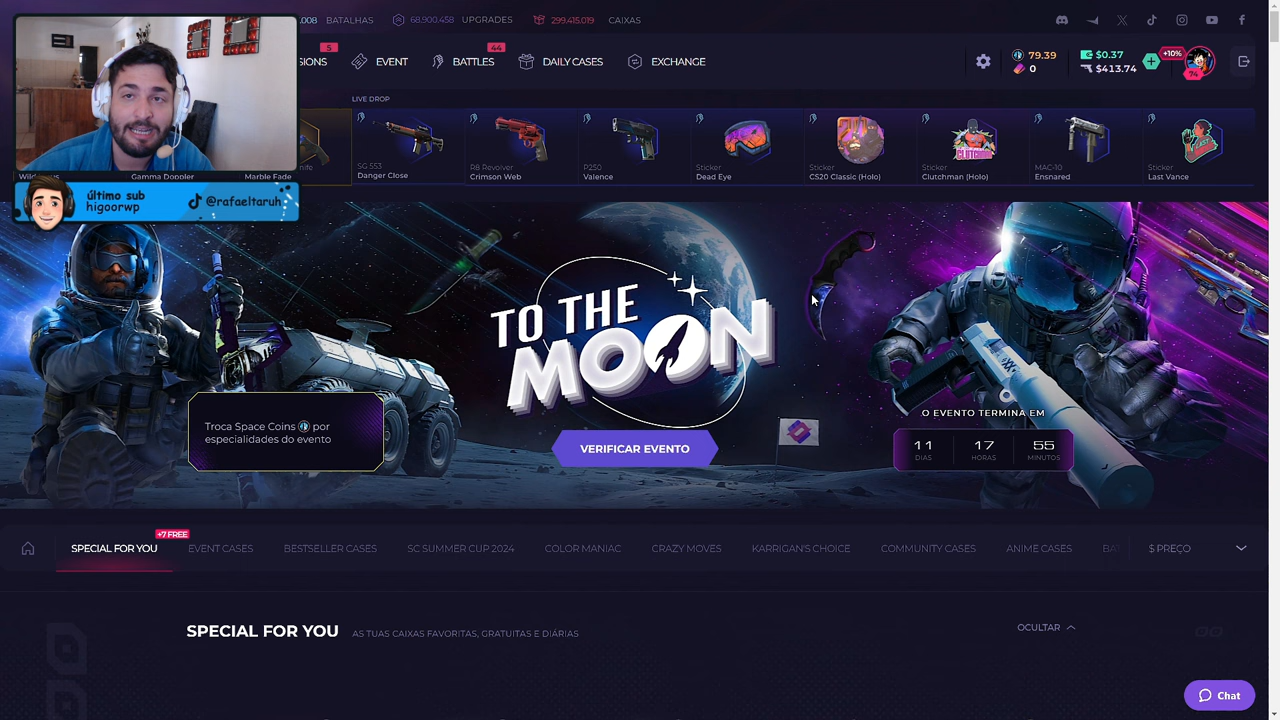 .008 BATALHAS 68.900.458 UPGRADES 299.415.019 CAIXAS
5
44
SIONS EVENT BATTLES DAILY CASES EXCHANGE
79.39
0
$0.37
$413.74
+10%
74
LIVE DROP
Gamma Doppler
Marble Fade
SG 553
Danger Close
R8 Revolver
Crimson Web
P250
Valence
Sticker
Dead Eye
Sticker
CS20 Classic (Holo)
Sticker
Clutchman (Holo)
MAC-10
Ensnared
Sticker
Last Vance
último sub
higoorwp
@rafaeltaruh
TO THE
MOON
Troca Space Coins por
especialidades do evento
VERIFICAR EVENTO
O EVENTO TERMINA EM
11 17 55
DIAS HORAS MINUTOS
+7 FREE
SPECIAL FOR YOU EVENT CASES BESTSELLER CASES SC SUMMER CUP 2024 COLOR MANIAC CRAZY MOVES KARRIGAN'S CHOICE COMMUNITY CASES ANIME CASES $ PREÇO
SPECIAL FOR YOU AS TUAS CAIXAS FAVORITAS, GRATUITAS E DIÁRIAS
OCULTAR
Chat